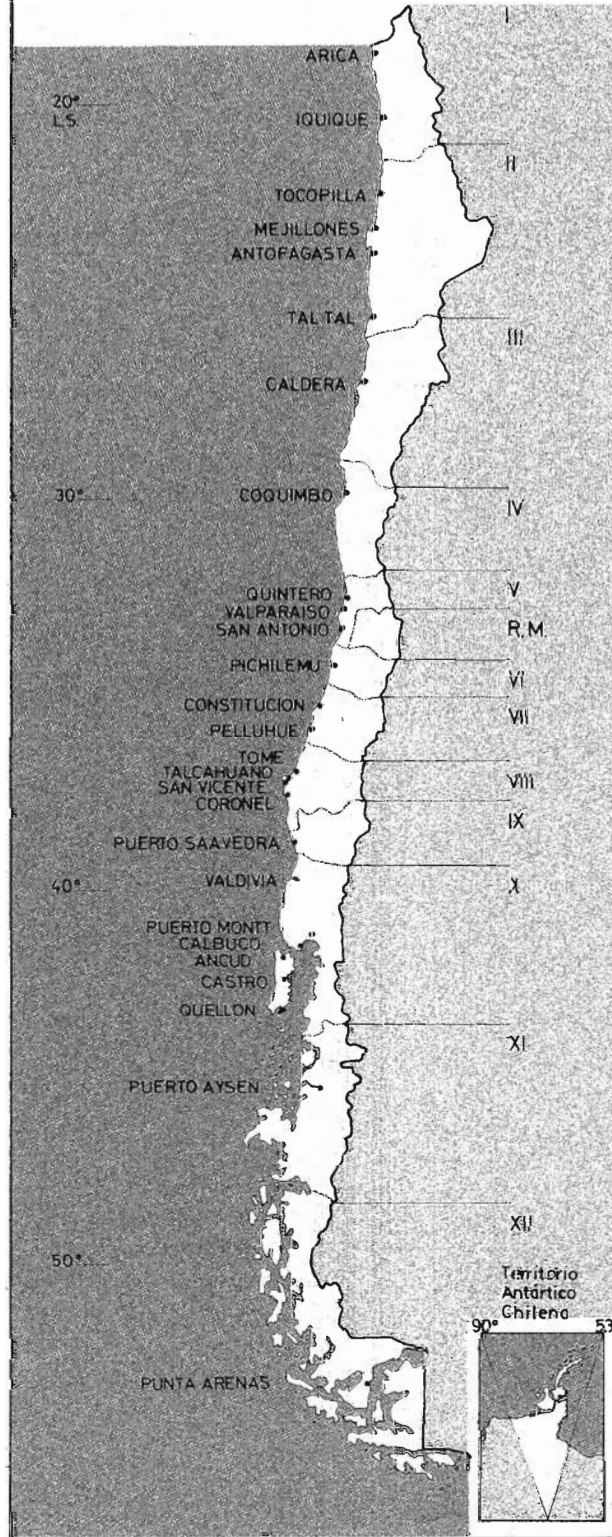 I
ARICA
20°
L.S.
IQUIQUE
II
TOCOPILLA
MEJILLONES
ANTOFAGASTA
TAL TAL
III
CALDERA
30°
COQUIMBO
IV
V
QUINTERO
VALPARAISO
SAN ANTONIO
R.M.
PICHILEMU
VI
CONSTITUCION
VII
PELLUHUE
TOME
TALCAHUANO
SAN VICENTE
VIII
CORONEL
IX
PUERTO SAAVEDRA
40°
VALDIVIA
X
PUERTO MONTT
CALBUCO
ANCUD
CASTRO
QUELLON
XI
PUERTO AYSEN
XII
50°
Territorio
Antártico
Chileno
90°
53
PUNTA ARENAS